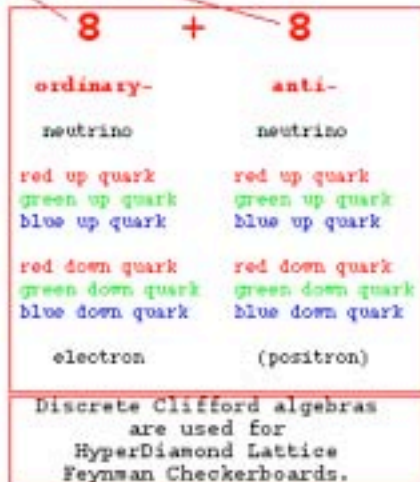 8 + 8
ordinary- anti-
neutrino neutrino
red up quark red up quark
green up quark green up quark
blue up quark blue up quark
red down quark red down quark
green down quark green down quark
blue down quark blue down quark
electron (positron)
Discrete Clifford algebras
are used for
HyperDiamond Lattice
Feynman Checkerboards.